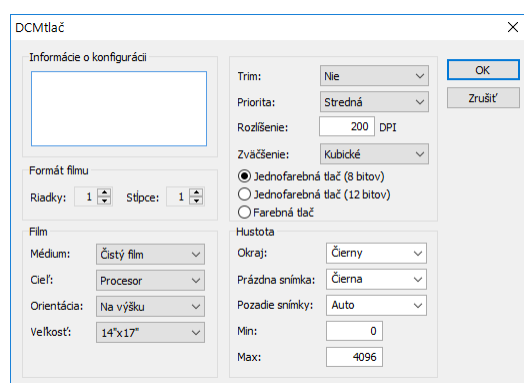 DCMtlač
Informácie o konfigurácii
Formát filmu
Riadky: 1 Stĺpce: 1
Film
Médium: Čistý film
Cieľ: Procesor
Orientácia: Na výšku
Veľkosť: 14"x17"
Trim: Nie
Priorita: Stredná
Rozlíšenie: 200 DPI
Zväčšenie: Kubické
Jednofarebná tlač (8 bitov)
Jednofarebná tlač (12 bitov)
Farebná tlač
Hustota
Okraj: Čierny
Prázdna snímka: Čierna
Pozadie snímky: Auto
Min: 0
Max: 4096
OK
Zrušiť